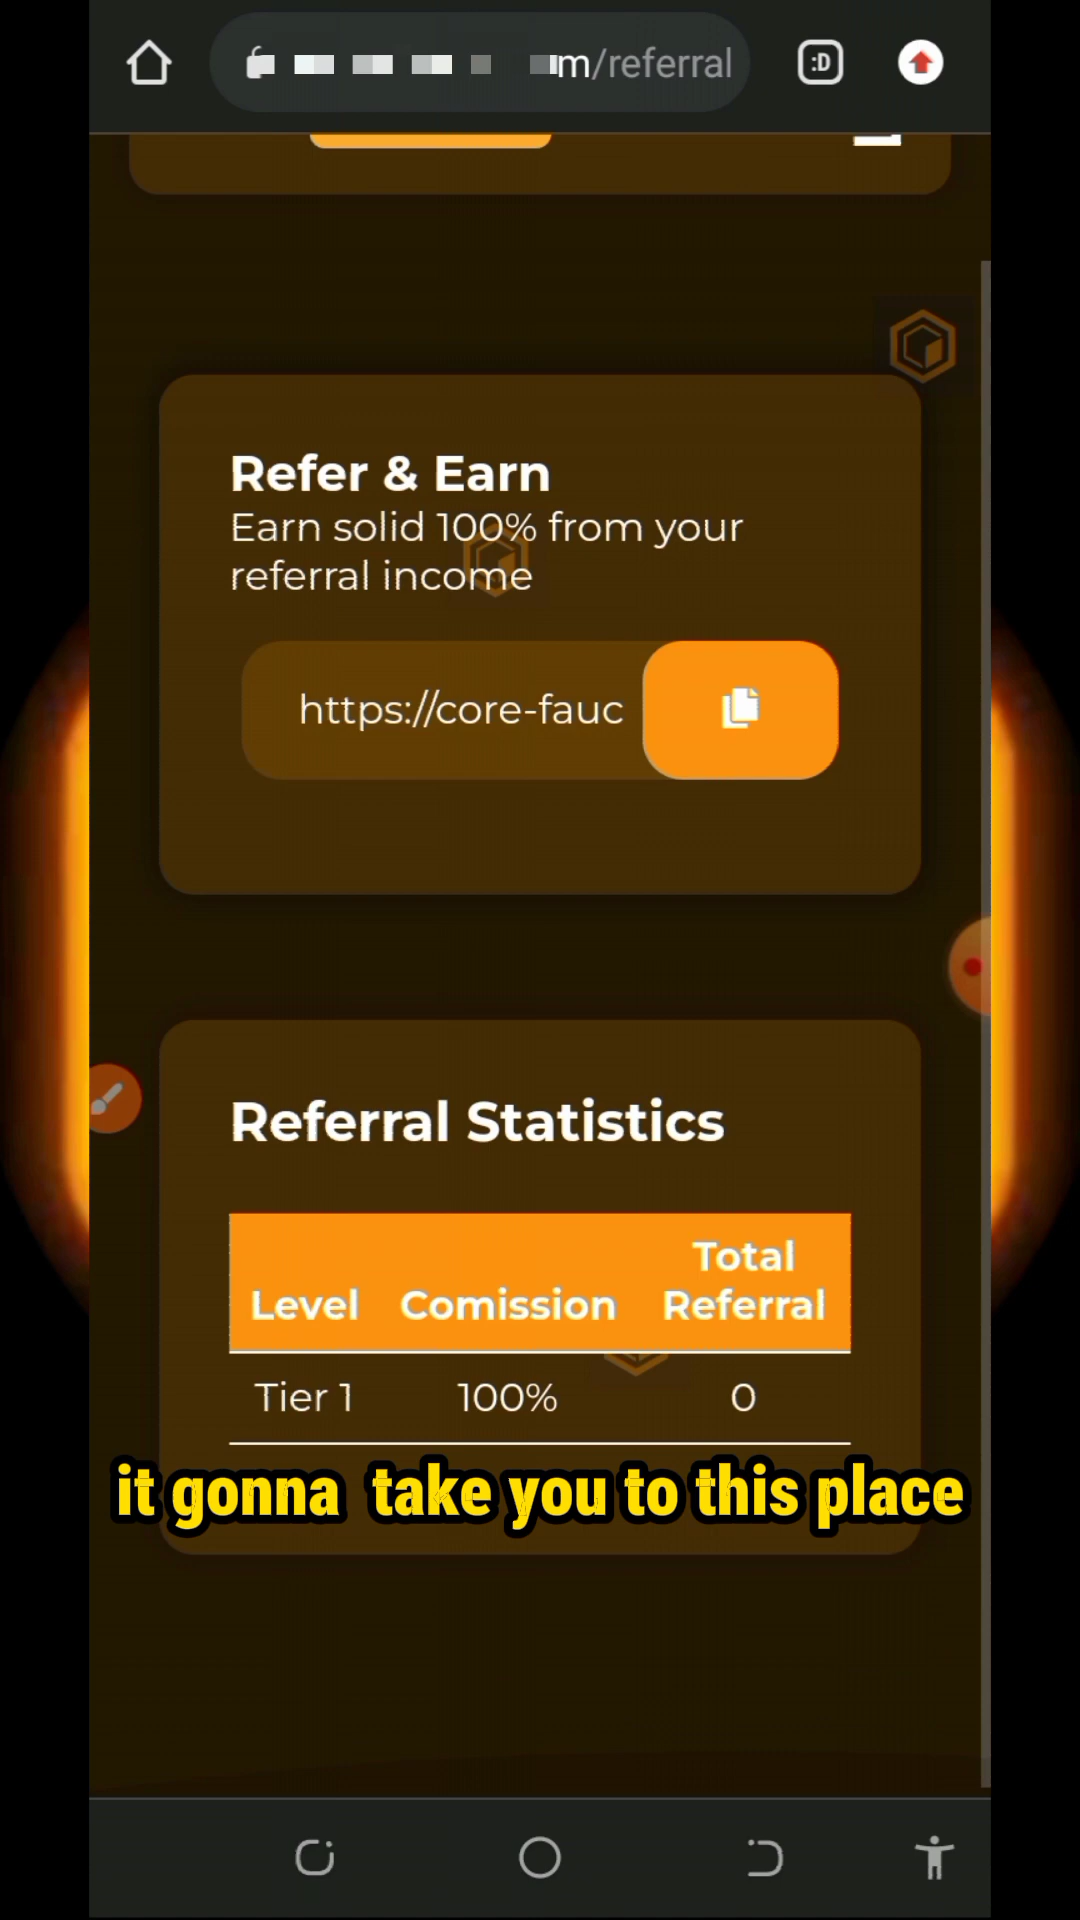 m/referral
:D
Refer & Earn
Earn solid 100% from your
referral income
https://core-fauc
Referral Statistics
Total
Level Comission Referral
Tier 1 100% 0
it gonna take you to this place